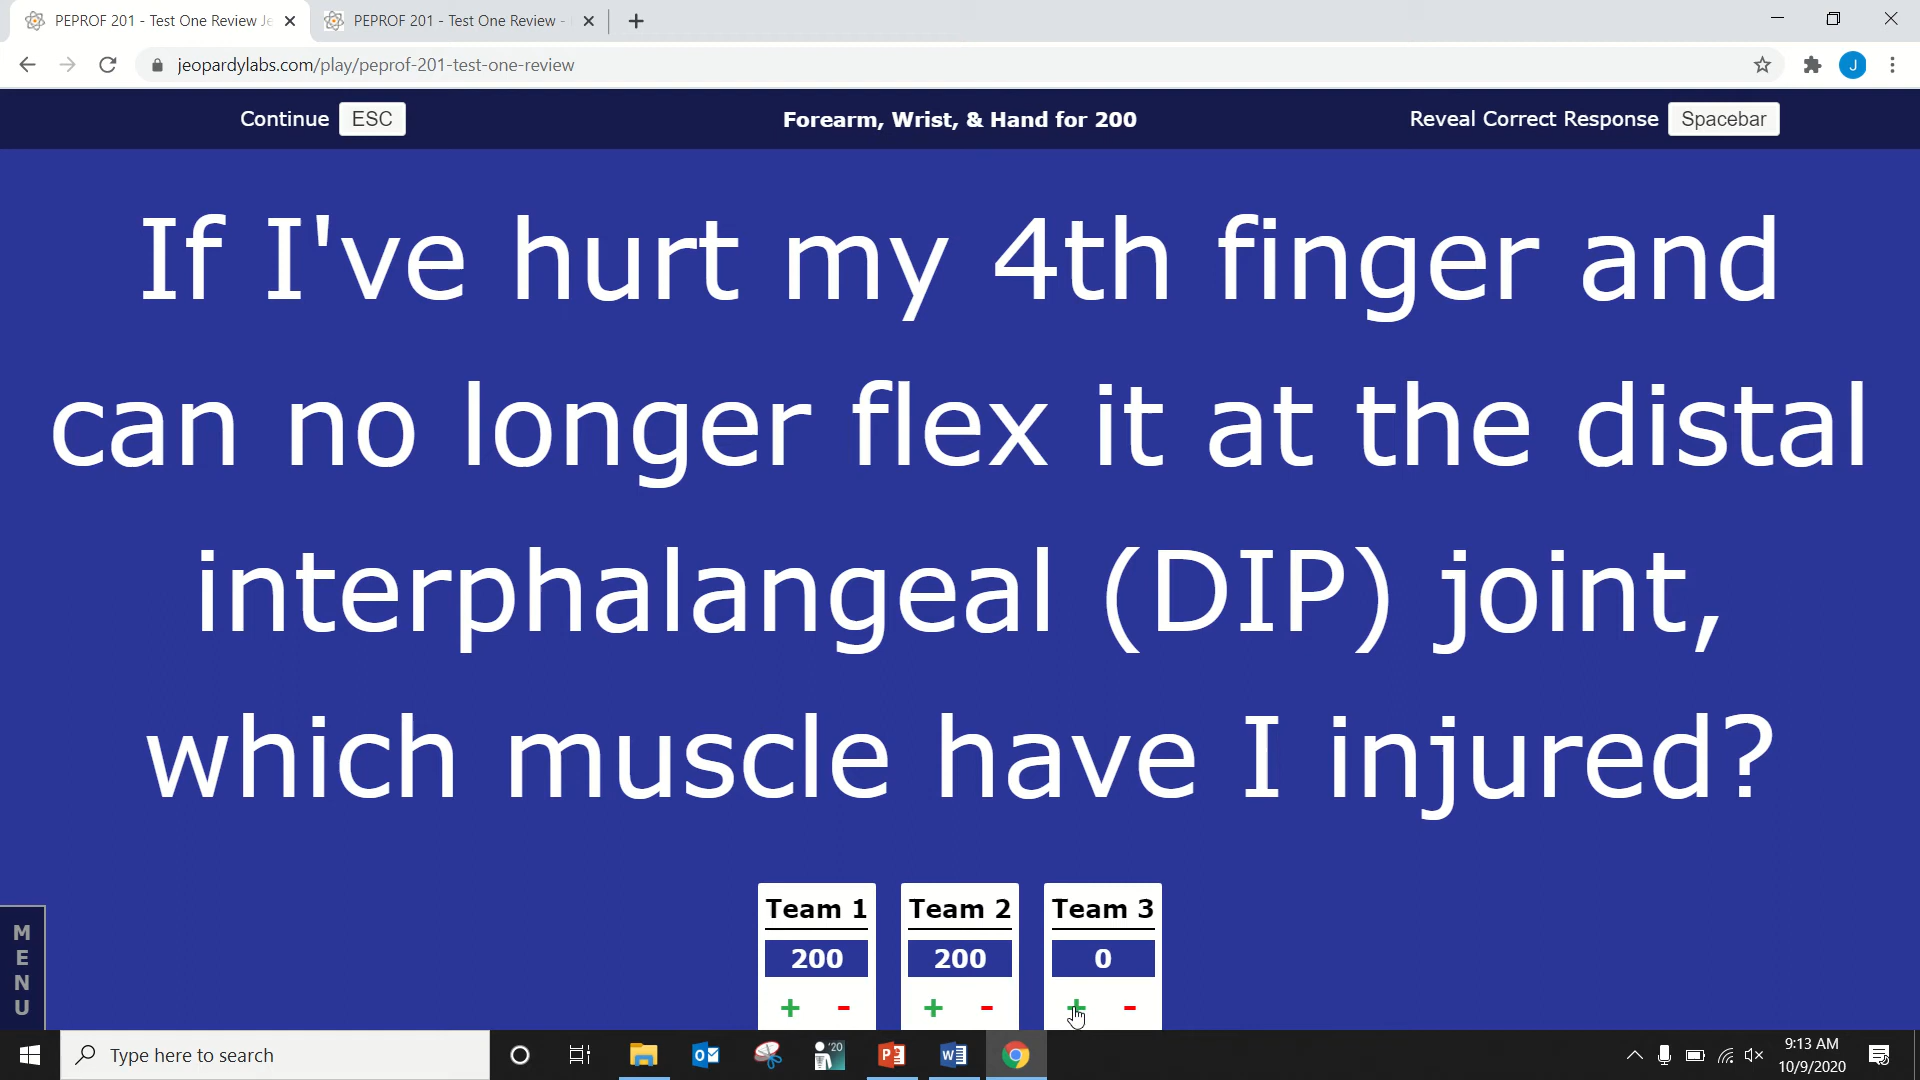 PEPROF 201 - Test One Review Je
PEPROF 201 - Test One Review -
jeopardylabs.com/play/peprof-201-test-one-review
J
Continue ESC
Forearm, Wrist, & Hand for 200
Reveal Correct Response Spacebar
If I've hurt my 4th finger and
can no longer flex it at the distal
interphalangeal (DIP) joint,
which muscle have I injured?
MENU
Team 1 Team 2 Team 3
200 200 0
+ - + - + -
Type here to search
'20
9:13 AM
10/9/2020